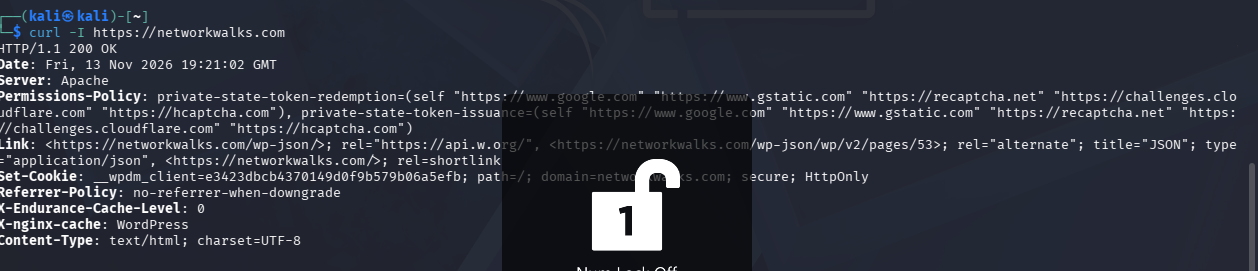 (kali㉿kali)-[~]
$ curl -I https://networkwalks.com
HTTP/1.1 200 OK
Date: Fri, 13 Nov 2026 19:21:02 GMT
Server: Apache
Permissions-Policy: private-state-token-redemption=(self "https://www.google.com" "https://www.gstatic.com" "https://recaptcha.net" "https://challenges.clo
udflare.com" "https://hcaptcha.com"), private-state-token-issuance=(self "https://www.google.com" "https://www.gstatic.com" "https://recaptcha.net" "https:
//challenges.cloudflare.com" "https://hcaptcha.com")
Link: <https://networkwalks.com/wp-json/>; rel="https://api.w.org/", <https://networkwalks.com/wp-json/wp/v2/pages/53>; rel="alternate"; title="JSON"; type
="application/json", <https://networkwalks.com/>; rel=shortlink
Set-Cookie: __wpdm_client=e3423dbcb4370149d0f9b579b06a5efb; path=/; domain=networkwalks.com; secure; HttpOnly
Referrer-Policy: no-referrer-when-downgrade
X-Endurance-Cache-Level: 0
X-nginx-cache: WordPress
Content-Type: text/html; charset=UTF-8
1
Num Lock Off